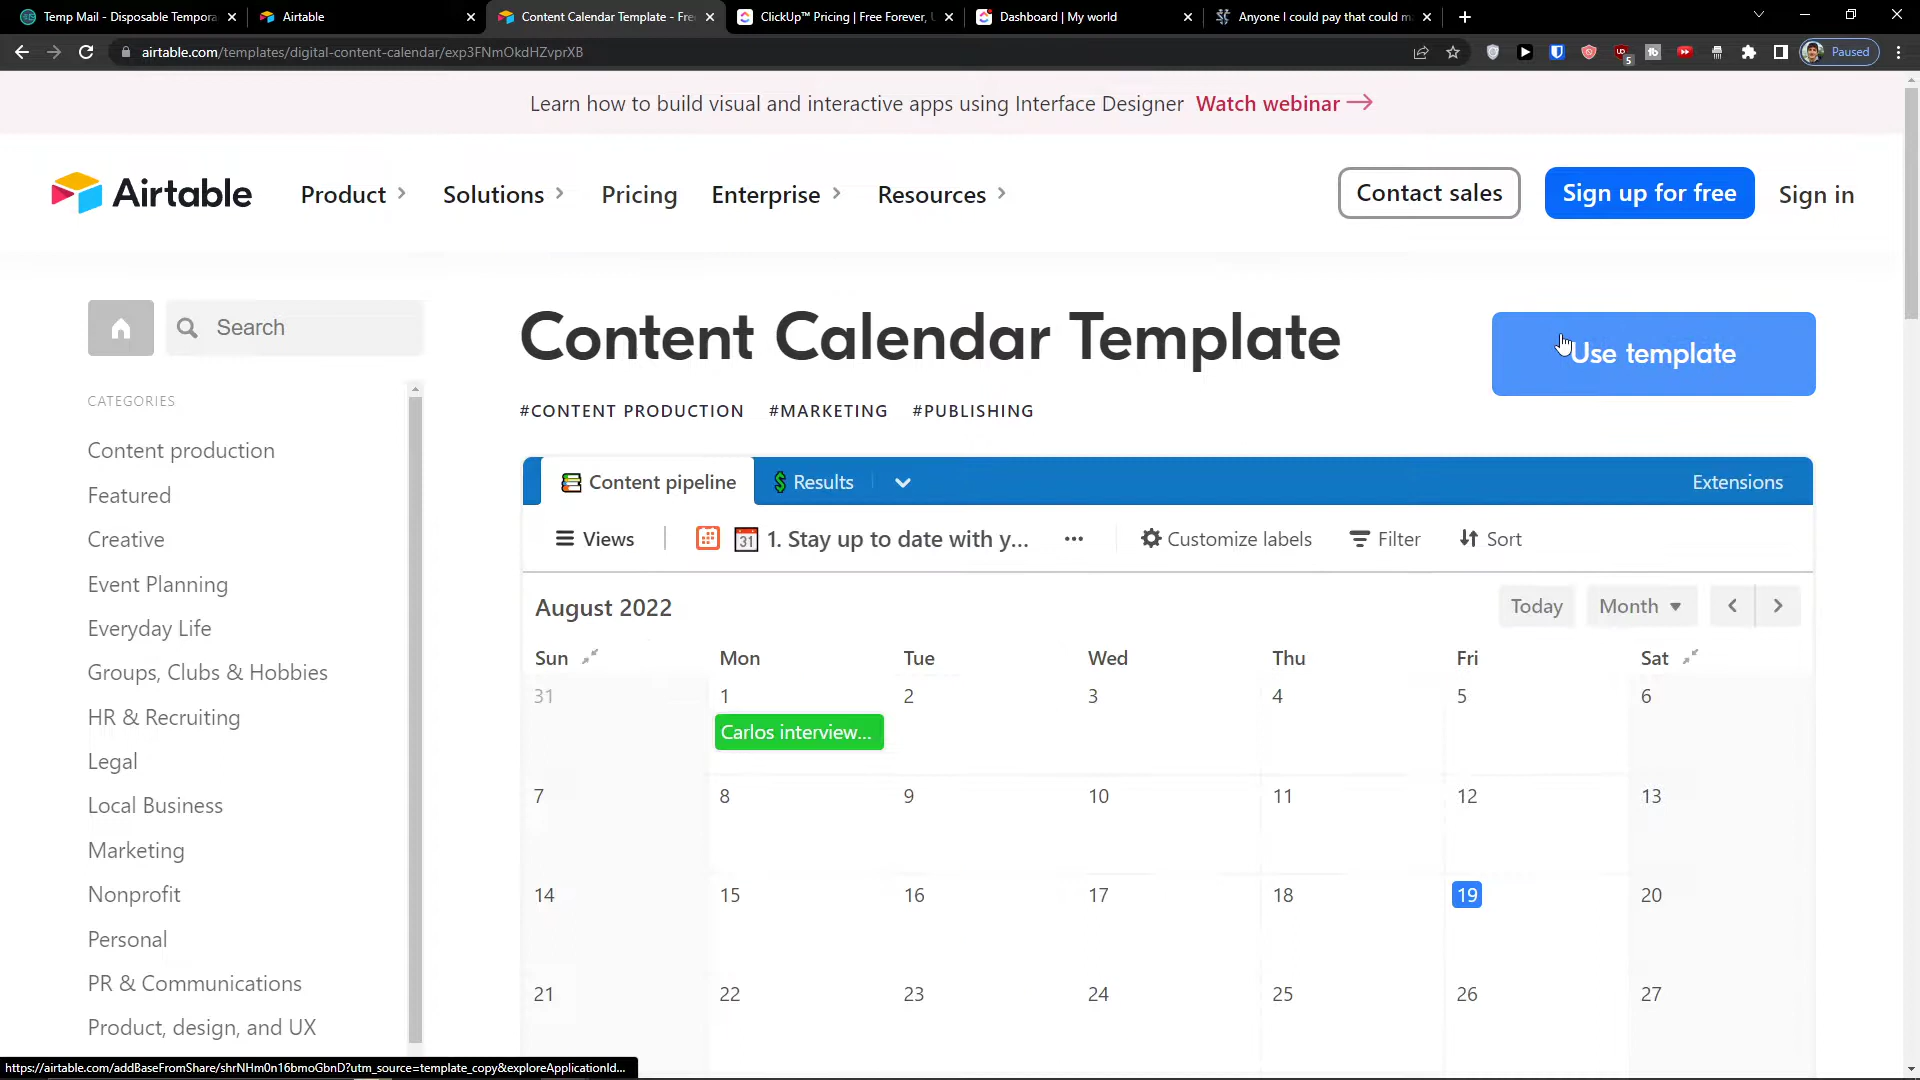 Temp Mail - Disposable Tempora
Airtable
Content Calendar Template - Fre
ClickUp™ Pricing | Free Forever, U
Dashboard | My world
Anyone I could pay that could m
airtable.com/templates/digital-content-calendar/exp3FNmOkdHZvprXB
5
Paused
Learn how to build visual and interactive apps using Interface Designer Watch webinar →
Airtable
Product
Solutions
Pricing
Enterprise
Resources
Contact sales
Sign up for free
Sign in
Search
CATEGORIES
Content production
Featured
Creative
Event Planning
Everyday Life
Groups, Clubs & Hobbies
HR & Recruiting
Legal
Local Business
Marketing
Nonprofit
Personal
PR & Communications
Product, design, and UX
Content Calendar Template
Use template
#CONTENT PRODUCTION #MARKETING #PUBLISHING
Content pipeline
Results
Extensions
Views
31 1. Stay up to date with y...
Customize labels
Filter
Sort
August 2022
Today
Month
Sun Mon Tue Wed Thu Fri Sat
31 1 2 3 4 5 6
Carlos interview...
7 8 9 10 11 12 13
14 15 16 17 18 19 20
21 22 23 24 25 26 27
https://airtable.com/addBaseFromShare/shrNHm0n16bmoGbnD?utm_source=template_copy&exploreApplicationId...